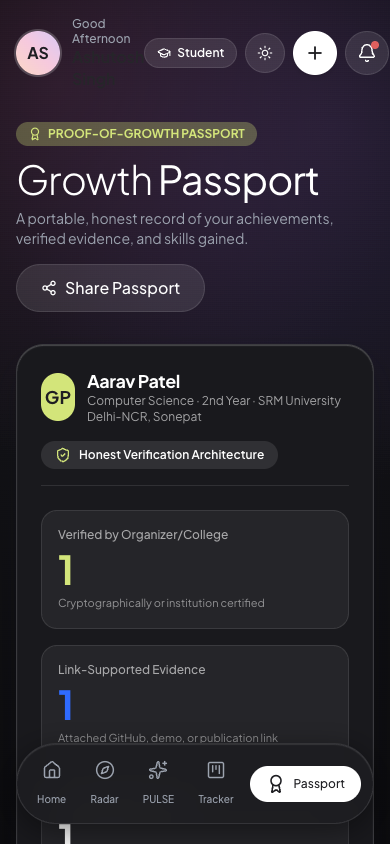 AS
Good
Afternoon
Student
PROOF-OF-GROWTH PASSPORT
Growth Passport
A portable, honest record of your achievements,
verified evidence, and skills gained.
Share Passport
GP
Aarav Patel
Computer Science · 2nd Year · SRM University
Delhi-NCR, Sonepat
Honest Verification Architecture
Verified by Organizer/College
1
Cryptographically or institution certified
Link-Supported Evidence
1
Attached GitHub, demo, or publication link
Home
Radar
PULSE
Tracker
Passport
1